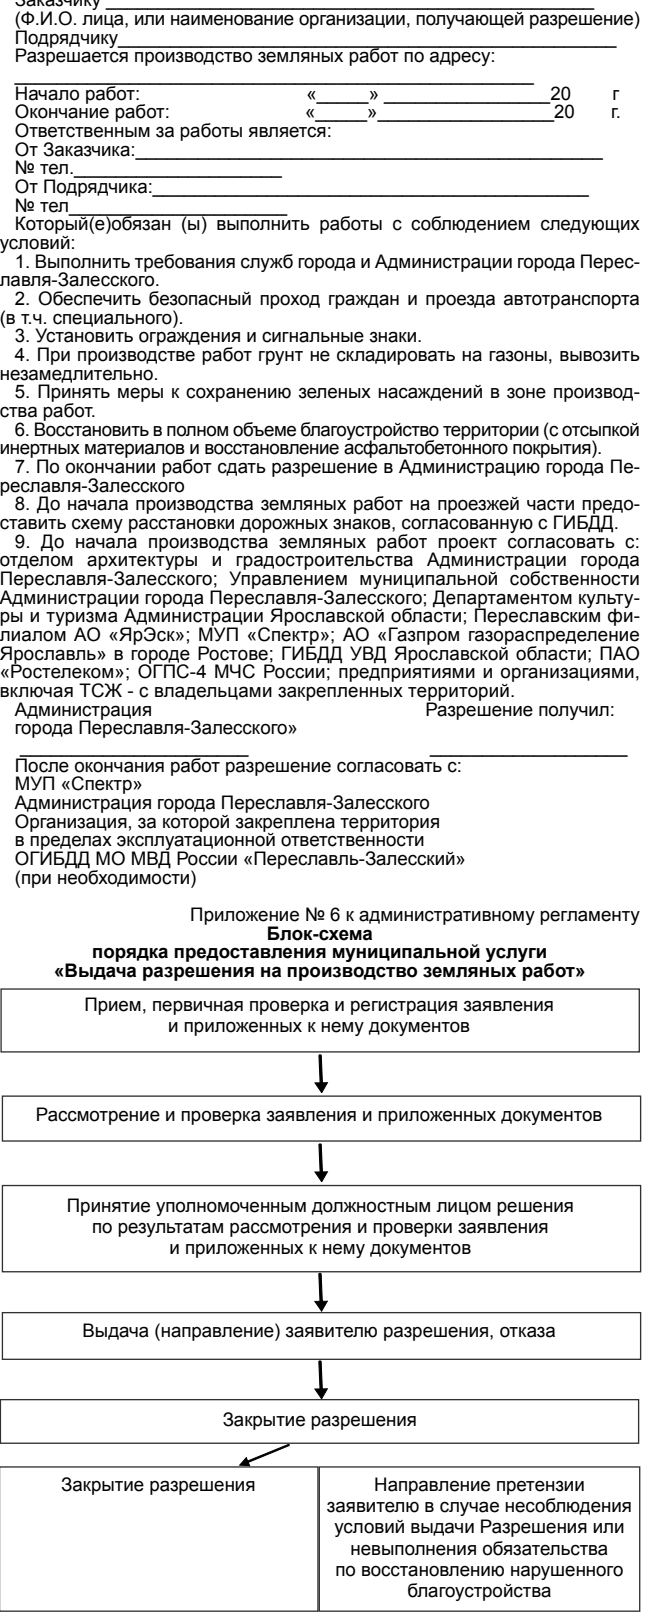 Заказчику _______________________________________________
(Ф.И.О. лица, или наименование организации, получающей разрешение)
Подрядчику________________________________________________
Разрешается производство земляных работ по адресу:
__________________________________________________
Начало работ: «_____» ________________20 г
Окончание работ: «_____»_________________20 г.
Ответственным за работы является:
От Заказчика:_____________________________________________
№ тел.____________________
От Подрядчика:__________________________________________
№ тел_____________________
Который(е)обязан (ы) выполнить работы с соблюдением следующих
условий:
1. Выполнить требования служб города и Администрации города Перес-
лавля-Залесского.
2. Обеспечить безопасный проход граждан и проезда автотранспорта
(в т.ч. специального).
3. Установить ограждения и сигнальные знаки.
4. При производстве работ грунт не складировать на газоны, вывозить
незамедлительно.
5. Принять меры к сохранению зеленых насаждений в зоне производ-
ства работ.
6. Восстановить в полном объеме благоустройство территории (с отсыпкой
инертных материалов и восстановление асфальтобетонного покрытия).
7. По окончании работ сдать разрешение в Администрацию города Пе-
реславля-Залесского
8. До начала производства земляных работ на проезжей части предо-
ставить схему расстановки дорожных знаков, согласованную с ГИБДД.
9. До начала производства земляных работ проект согласовать с:
отделом архитектуры и градостроительства Администрации города
Переславля-Залесского; Управлением муниципальной собственности
Администрации города Переславля-Залесского; Департаментом культу-
ры и туризма Администрации Ярославской области; Переславским фи-
лиалом АО «ЯрЭск»; МУП «Спектр»; АО «Газпром газораспределение
Ярославль» в городе Ростове; ГИБДД УВД Ярославской области; ПАО
«Ростелеком»; ОГПС-4 МЧС России; предприятиями и организациями,
включая ТСЖ - с владельцами закрепленных территорий.
Администрация Разрешение получил:
города Переславля-Залесского»
______________________ ___________________
После окончания работ разрешение согласовать с:
МУП «Спектр»
Администрация города Переславля-Залесского
Организация, за которой закреплена территория
в пределах эксплуатационной ответственности
ОГИБДД МО МВД России «Переславль-Залесский»
(при необходимости)
Приложение № 6 к административному регламенту
Блок-схема
порядка предоставления муниципальной услуги
«Выдача разрешения на производство земляных работ»
Прием, первичная проверка и регистрация заявления
и приложенных к нему документов
Рассмотрение и проверка заявления и приложенных документов
Принятие уполномоченным должностным лицом решения
по результатам рассмотрения и проверки заявления
и приложенных к нему документов
Выдача (направление) заявителю разрешения, отказа
Закрытие разрешения
Закрытие разрешения
Направление претензии
заявителю в случае несоблюдения
условий выдачи Разрешения или
невыполнения обязательства
по восстановлению нарушенного
благоустройства